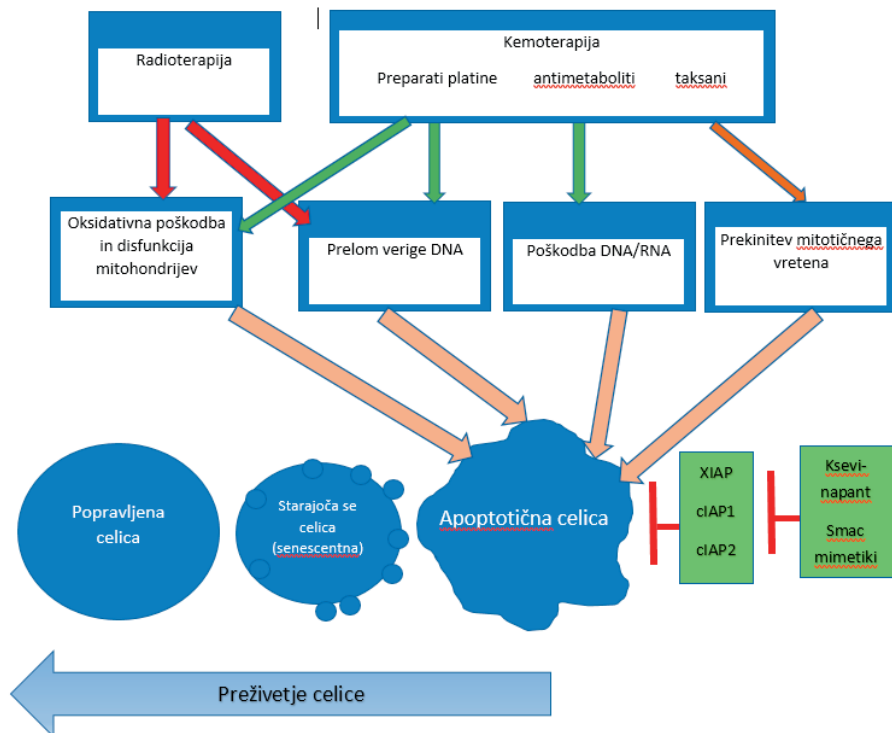 Radioterapija
Kemoterapija
Preparati platine antimetaboliti taksani
Oksidativna poškodba
in disfunkcija
mitohondrijev
Prelom verige DNA
Poškodba DNA/RNA
Prekinitev mitotičnega
vretena
Popravljena
celica
Starajoča se
celica
(senescentna)
Apoptotična celica
XIAP
cIAP1
cIAP2
Ksevi-
napant
Smac
mimetiki
Preživetje celice